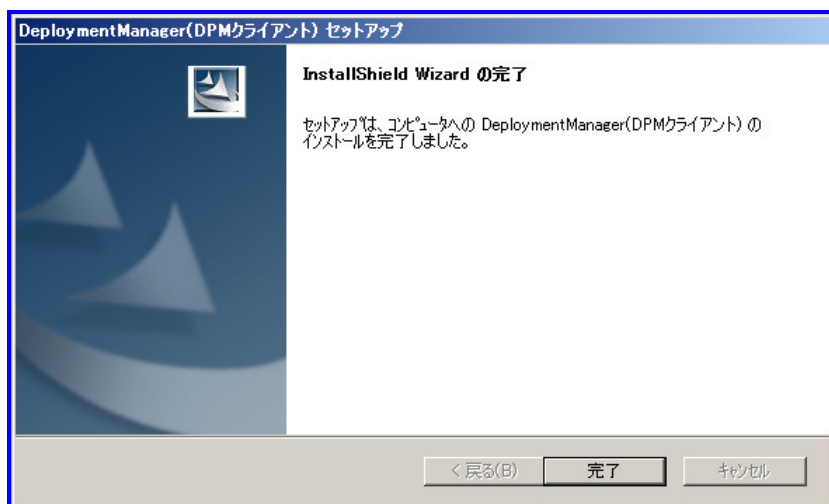 DeploymentManager(DPMクライアント) セットアップ
InstallShield Wizard の完了
セットアップは、コンピュータへの DeploymentManager(DPMクライアント) の
インストールを完了しました。
< 戻る(B)
完了
キャンセル